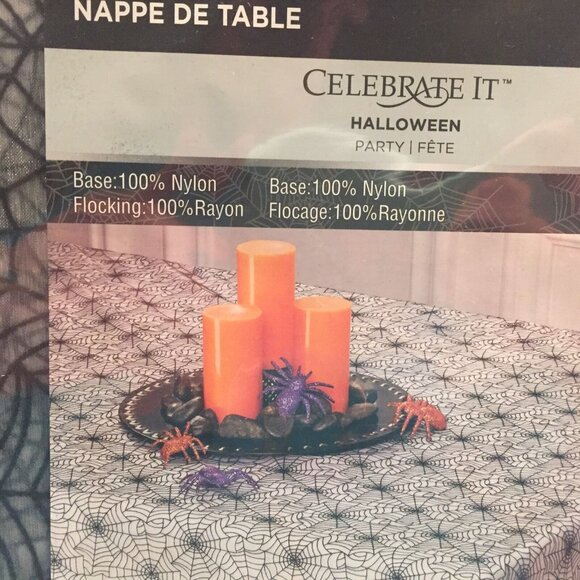 NAPPE DE TABLE
CELEBRATE IT™
HALLOWEEN
PARTY | FÊTE
Base:100% Nylon
Flocking:100%Rayon
Base:100% Nylon
Flocage:100%Rayonne